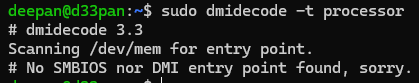 deepan@d33pan:~$ sudo dmidecode -t processor
# dmidecode 3.3
Scanning /dev/mem for entry point.
# No SMBIOS nor DMI entry point found, sorry.